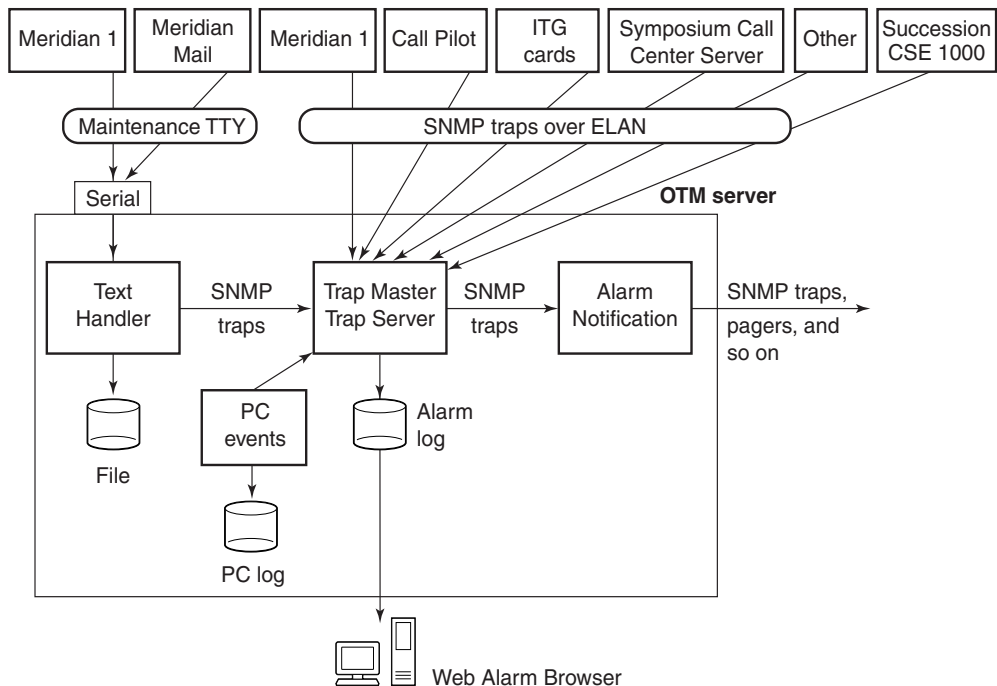 Meridian 1
Meridian
Mail
Meridian 1
Call Pilot
ITG
cards
Symposium Call
Center Server
Other
Succession
CSE 1000
Maintenance TTY
SNMP traps over ELAN
Serial
OTM server
Text
Handler
SNMP
traps
Trap Master
Trap Server
SNMP
traps
Alarm
Notification
SNMP traps,
pagers, and
so on
File
PC
events
Alarm
log
PC log
Web Alarm Browser